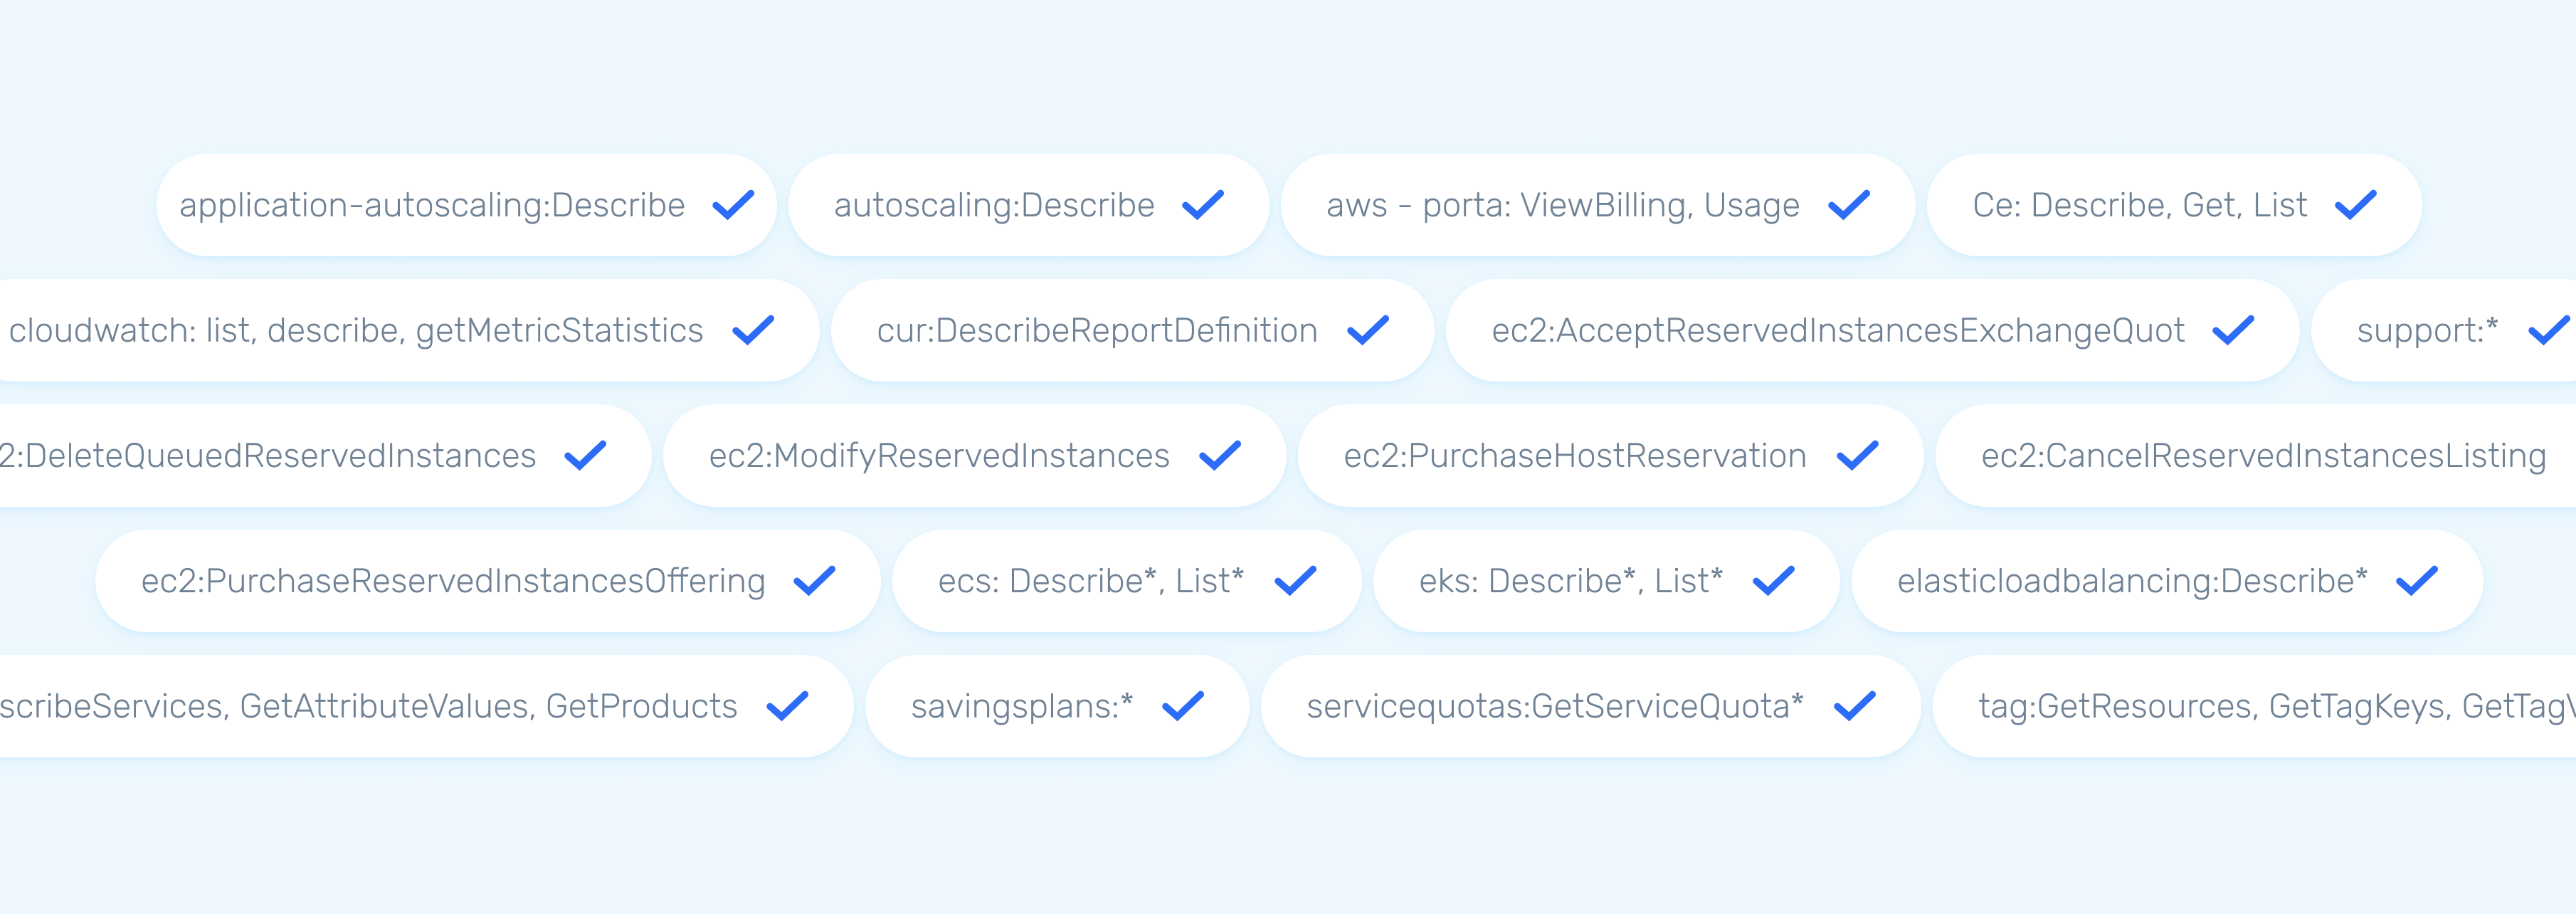 application-autoscaling:Describe autoscaling:Describe aws - porta: ViewBilling, Usage Ce: Describe, Get, List
cloudwatch: list, describe, getMetricStatistics cur:DescribeReportDefinition ec2:AcceptReservedInstancesExchangeQuot support:*
2:DeleteQueuedReservedInstances ec2:ModifyReservedInstances ec2:PurchaseHostReservation ec2:CancelReservedInstancesListing
ec2:PurchaseReservedInstancesOffering ecs: Describe*, List* eks: Describe*, List* elasticloadbalancing:Describe*
scribeServices, GetAttributeValues, GetProducts savingsplans:* servicequotas:GetServiceQuota* tag:GetResources, GetTagKeys, GetTagV